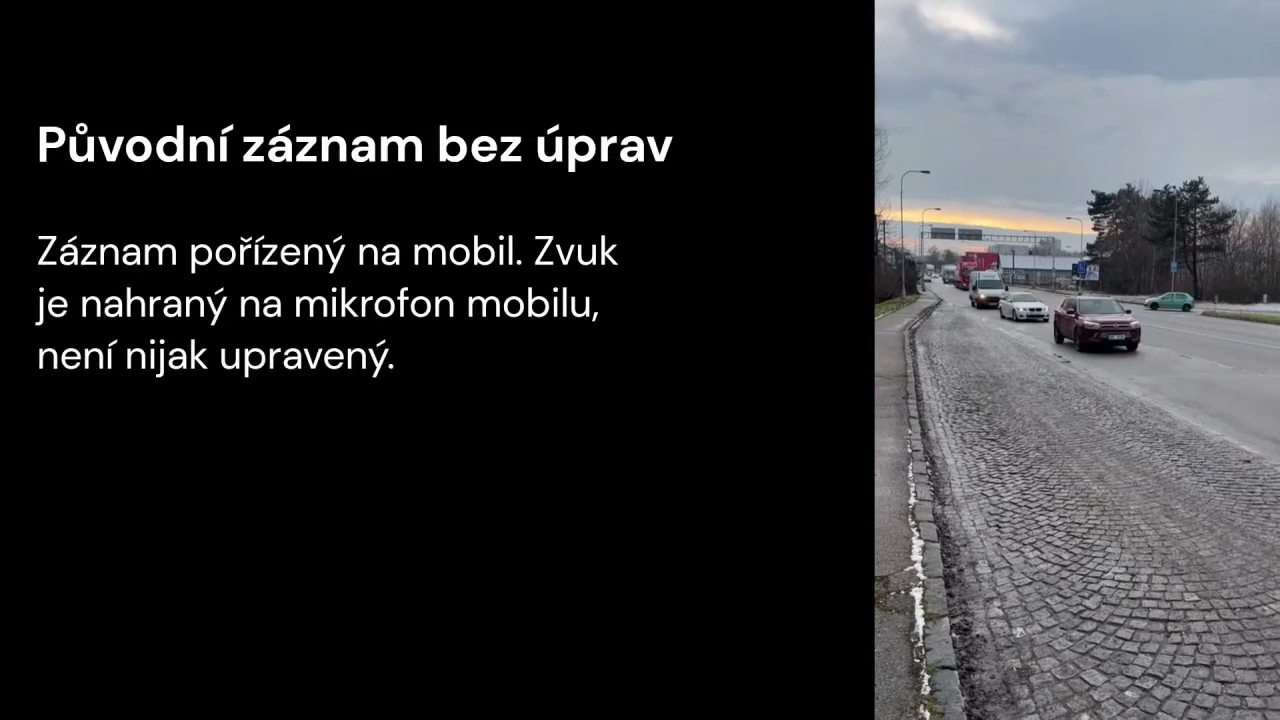 Původní záznam bez úprav
Záznam pořízený na mobil. Zvuk
je nahraný na mikrofon mobilu,
není nijak upravený.